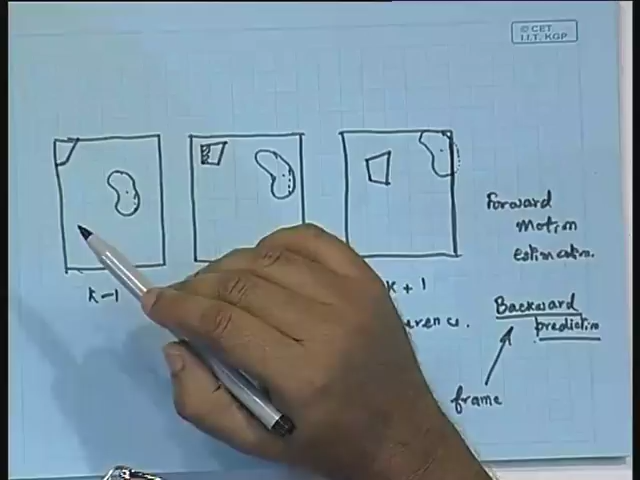 © CET
I.I.T. KGP
Forward
Motion
estimation.
K-1
K+1
Backward
prediction
frame